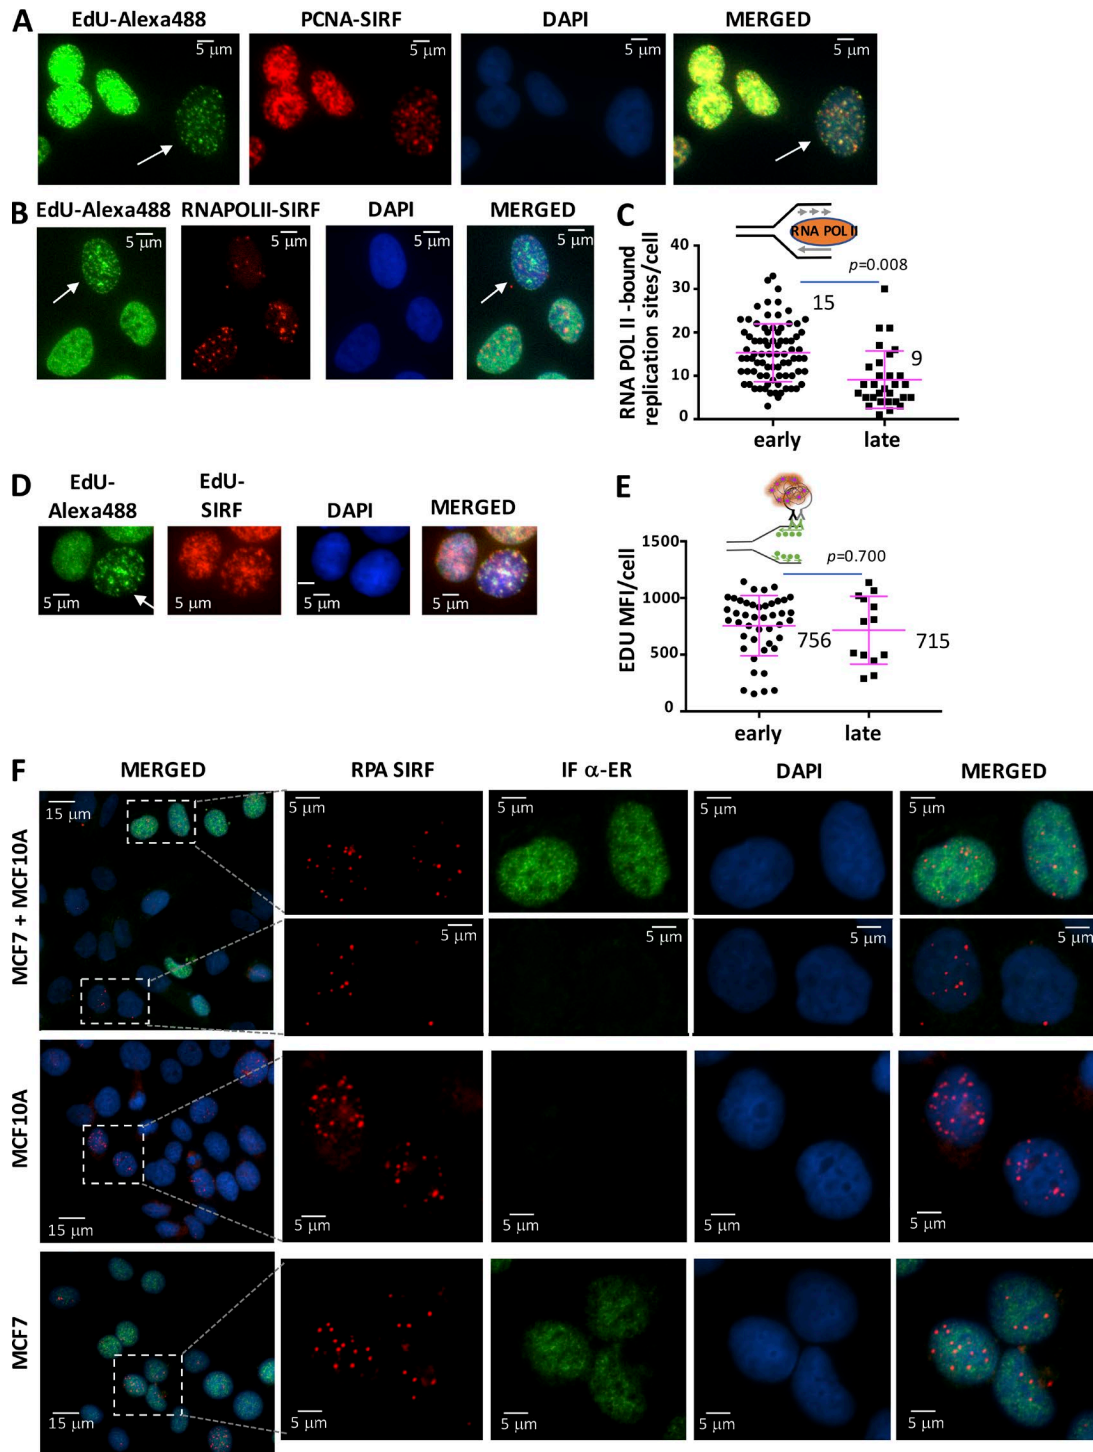 A
EdU-Alexa488 PCNA-SIRF DAPI MERGED
5 μm 5 μm 5 μm 5 μm
B
EdU-Alexa488 RNAPOLII-SIRF DAPI MERGED
5 μm 5 μm 5 μm 5 μm
C
RNA POL II
RNA POL II -bound
replication sites/cell
40
30
20
10
0
p=0.008
15
9
early late
D
EdU-
Alexa488
EdU-
SIRF
DAPI MERGED
5 μm 5 μm 5 μm
E
EDU MFI/cell
1500
1000
500
0
p=0.700
756
715
early late
F
MERGED RPA SIRF IF α-ER DAPI MERGED
MCF7 + MCF10A
15 μm 5 μm 5 μm 5 μm 5 μm
5 μm 5 μm 5 μm 5 μm
MCF10A
15 μm 5 μm 5 μm 5 μm 5 μm
MCF7
15 μm 5 μm 5 μm 5 μm 5 μm